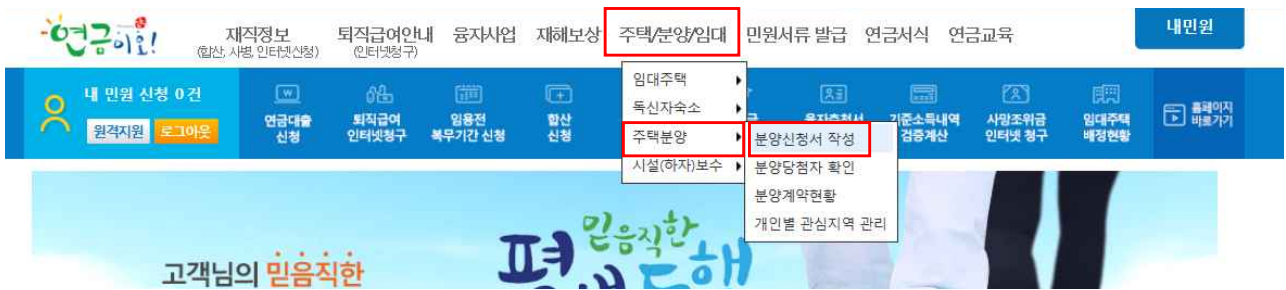 연금이요!
재직정보 퇴직급여안내 융자사업 재해보상 주택/분양/임대 민원서류 발급 연금서식 연금교육
(합산, 사병, 인터넷신청) (인터넷청구)
내민원
내 민원 신청 0 건
원격지원 로그아웃
연금대출
신청
퇴직급여
인터넷청구
임용전
복무기간 신청
합산
신청
검증계산
사망조위금
인터넷 청구
임대주택
배정현황
홈페이지
바로가기
임대주택
독신자숙소
주택분양
시설(하자)보수
분양신청서 작성
분양당첨자 확인
분양계약현황
개인별 관심지역 관리
고객님의 믿음직한
믿음직한